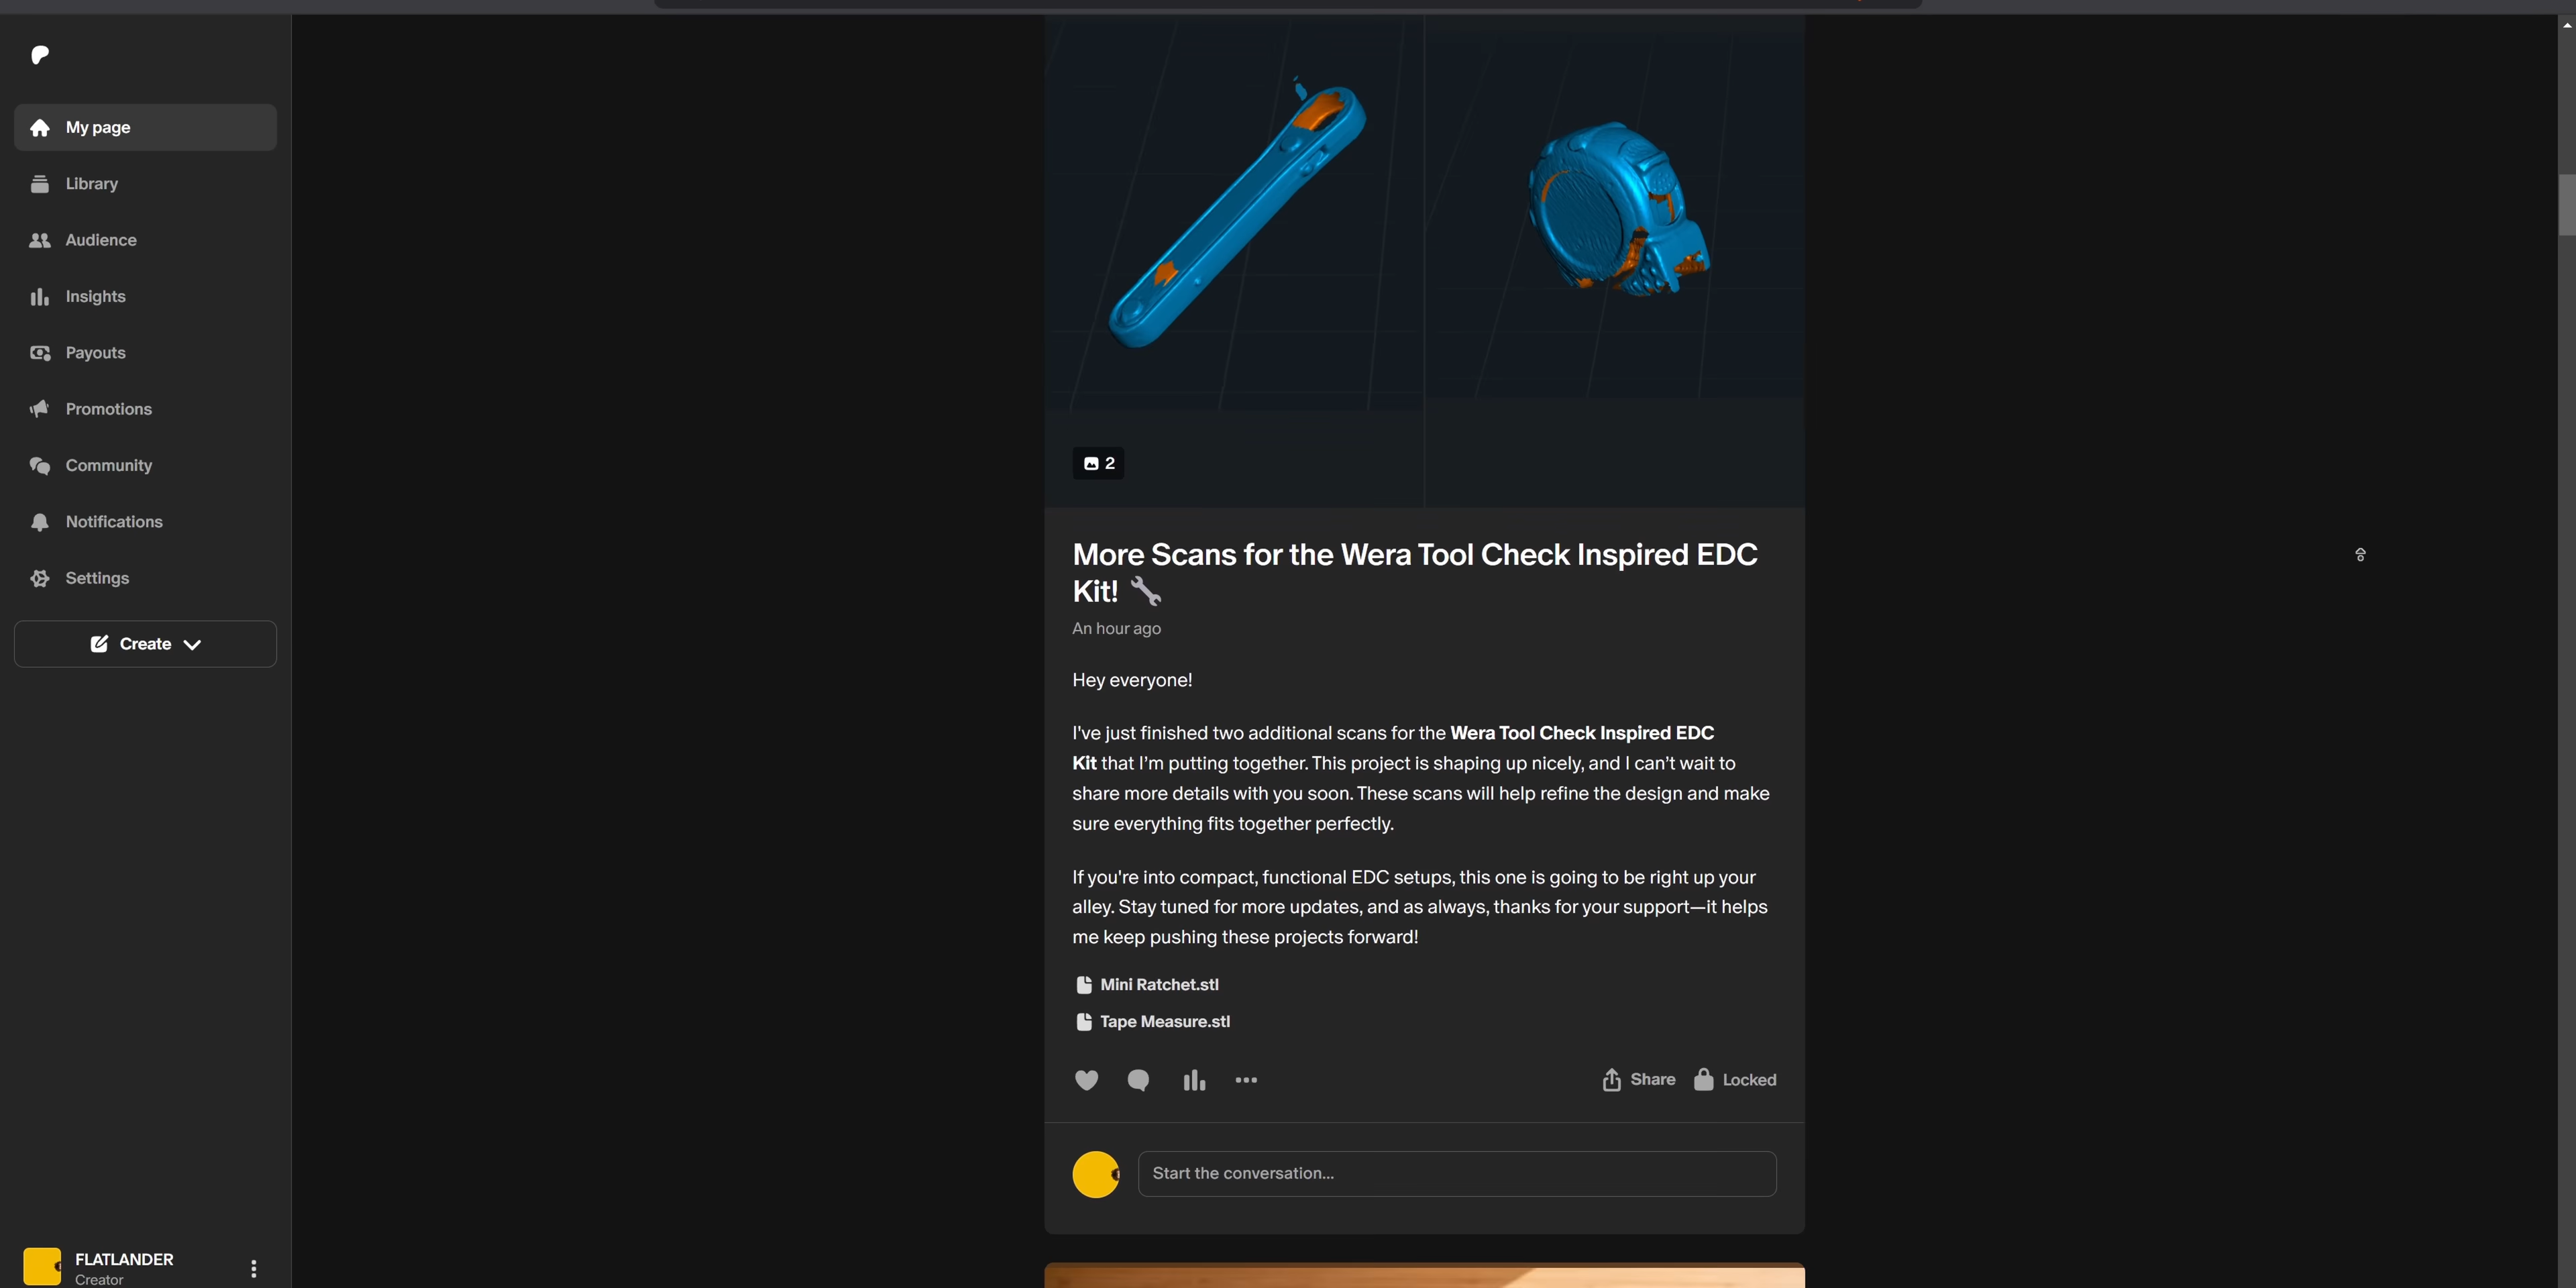 My page
Library
Audience
Insights
Payouts
Promotions
Community
Notifications
Settings
Create
FLATLANDER
Creator
2
More Scans for the Wera Tool Check Inspired EDC
Kit! 🔧
An hour ago
Hey everyone!
I've just finished two additional scans for the Wera Tool Check Inspired EDC
Kit that I’m putting together. This project is shaping up nicely, and I can’t wait to
share more details with you soon. These scans will help refine the design and make
sure everything fits together perfectly.
If you're into compact, functional EDC setups, this one is going to be right up your
alley. Stay tuned for more updates, and as always, thanks for your support—it helps
me keep pushing these projects forward!
Mini Ratchet.stl
Tape Measure.stl
Share
Locked
Start the conversation...